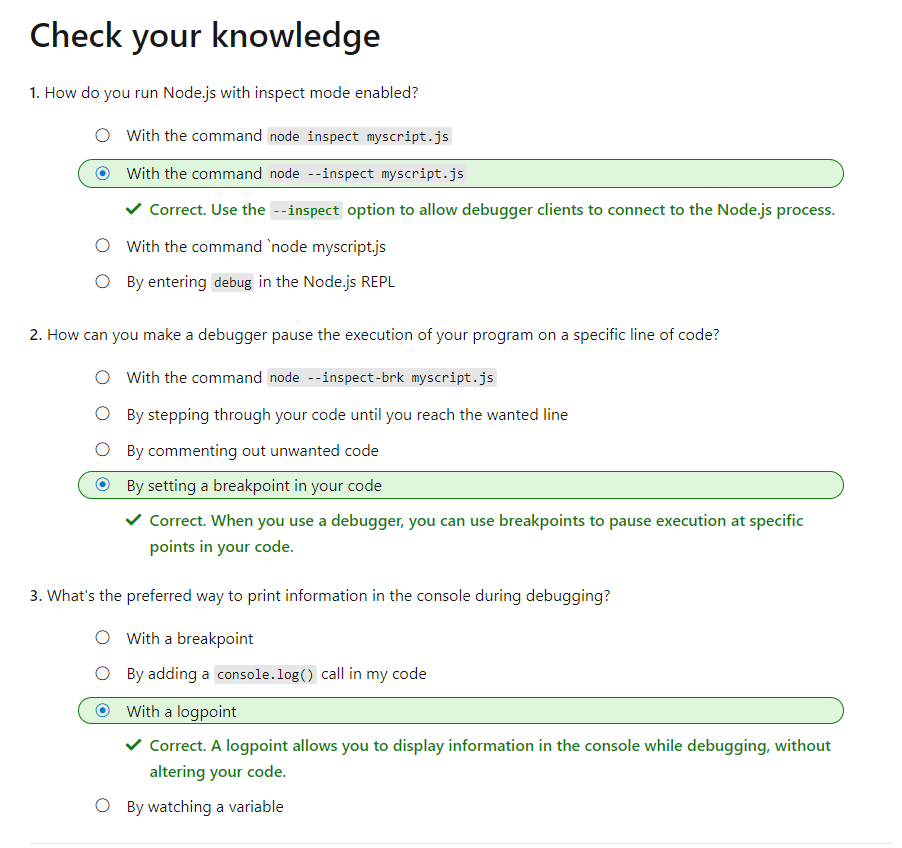 Check your knowledge
1. How do you run Node.js with inspect mode enabled?
With the command node inspect myscript.js
With the command node --inspect myscript.js
Correct. Use the --inspect option to allow debugger clients to connect to the Node.js process.
With the command `node myscript.js
By entering debug in the Node.js REPL
2. How can you make a debugger pause the execution of your program on a specific line of code?
With the command node --inspect-brk myscript.js
By stepping through your code until you reach the wanted line
By commenting out unwanted code
By setting a breakpoint in your code
Correct. When you use a debugger, you can use breakpoints to pause execution at specific
points in your code.
3. What's the preferred way to print information in the console during debugging?
With a breakpoint
By adding a console.log() call in my code
With a logpoint
Correct. A logpoint allows you to display information in the console while debugging, without
altering your code.
By watching a variable